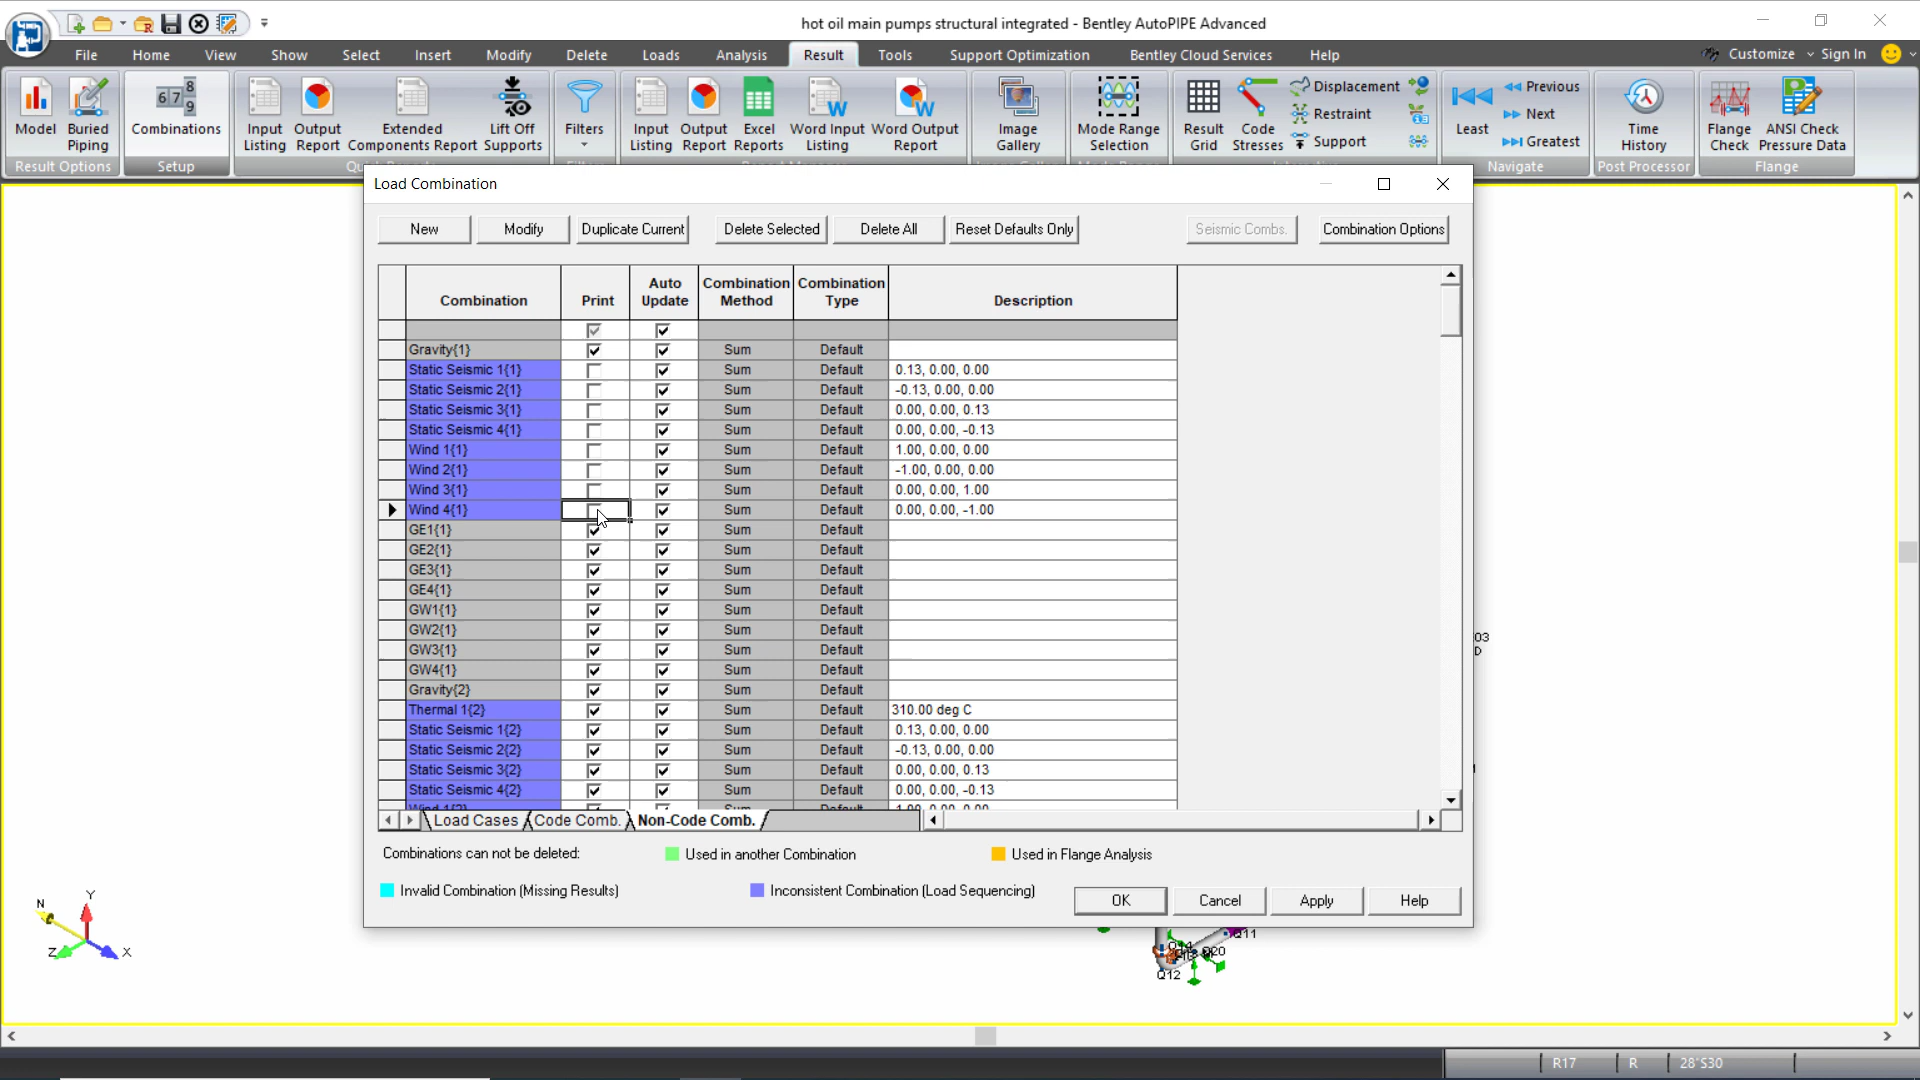 hot oil main pumps structural integrated - Bentley AutoPIPE Advanced
File Home View Show Select Insert Modify Delete Loads Analysis Result Tools Support Optimization Bentley Cloud Services Help Customize Sign In
Model Buried Piping Combinations Input Listing Output Report Extended Components Report Lift Off Supports Filters Input Listing Output Report Excel Reports Word Input Listing Word Output Report Image Gallery Mode Range Selection Result Grid Code Stresses Displacement Restraint Support Least Previous Next Greatest Time History Flange Check ANSI Check Pressure Data
Result Options Setup Navigate Post Processor Flange
Load Combination
New Modify Duplicate Current Delete Selected Delete All Reset Defaults Only Seismic Combs. Combination Options
Combination Print Auto Update Combination Method Combination Type Description
Gravity{1} Sum Default
Static Seismic 1{1} Sum Default 0.13, 0.00, 0.00
Static Seismic 2{1} Sum Default -0.13, 0.00, 0.00
Static Seismic 3{1} Sum Default 0.00, 0.00, 0.13
Static Seismic 4{1} Sum Default 0.00, 0.00, -0.13
Wind 1{1} Sum Default 1.00, 0.00, 0.00
Wind 2{1} Sum Default -1.00, 0.00, 0.00
Wind 3{1} Sum Default 0.00, 0.00, 1.00
Wind 4{1} Sum Default 0.00, 0.00, -1.00
GE1{1} Sum Default
GE2{1} Sum Default
GE3{1} Sum Default
GE4{1} Sum Default
GW1{1} Sum Default
GW2{1} Sum Default
GW3{1} Sum Default
GW4{1} Sum Default
Gravity{2} Sum Default
Thermal 1{2} Sum Default 310.00 deg C
Static Seismic 1{2} Sum Default 0.13, 0.00, 0.00
Static Seismic 2{2} Sum Default -0.13, 0.00, 0.00
Static Seismic 3{2} Sum Default 0.00, 0.00, 0.13
Static Seismic 4{2} Sum Default 0.00, 0.00, -0.13
Wind 1{2} Sum Default 1.00, 0.00, 0.00
Load Cases Code Comb. Non-Code Comb.
Combinations can not be deleted: Used in another Combination Used in Flange Analysis
Invalid Combination (Missing Results) Inconsistent Combination (Load Sequencing)
OK Cancel Apply Help
03
D
N Y Z X
Q11
Q20
Q12
R17 R 28"S30